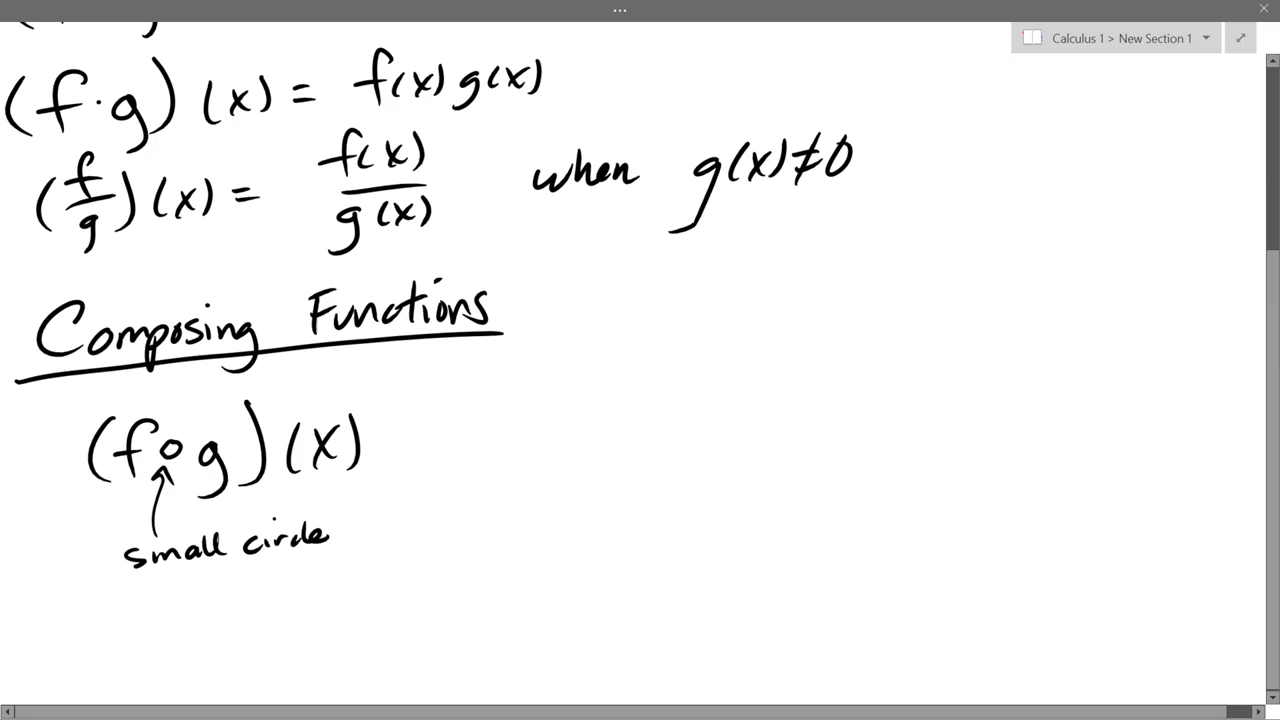 Calculus 1 > New Section 1
(f·g)(x) = f(x)g(x)
(f/g)(x) = f(x)/g(x) when g(x)≠0
Composing Functions
(f∘g)(x)
small circle